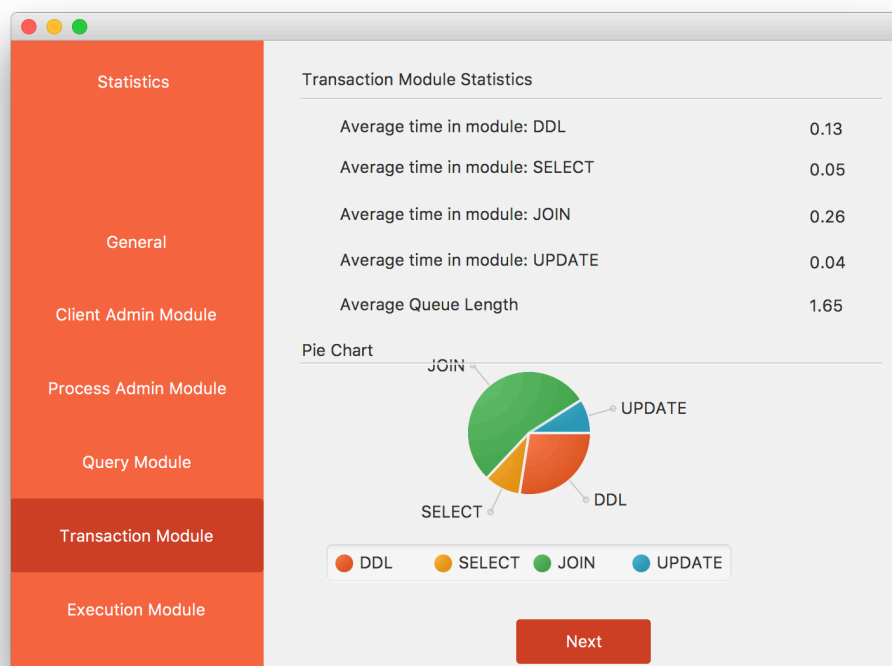 Statistics
General
Client Admin Module
Process Admin Module
Query Module
Transaction Module
Execution Module
Transaction Module Statistics
Average time in module: DDL 0.13
Average time in module: SELECT 0.05
Average time in module: JOIN 0.26
Average time in module: UPDATE 0.04
Average Queue Length 1.65
Pie Chart
JOIN
UPDATE
DDL
SELECT
DDL SELECT JOIN UPDATE
Next